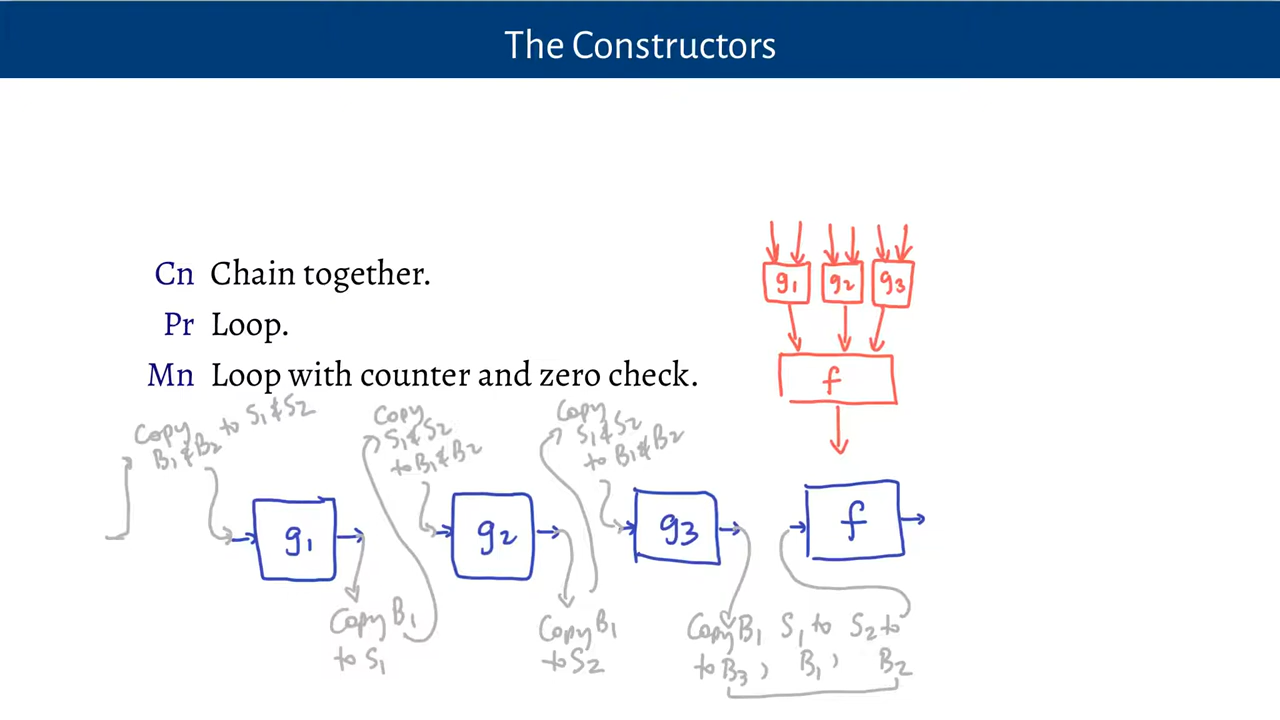 The Constructors
Cn Chain together.
Pr Loop.
Mn Loop with counter and zero check.
g1 g2 g3
f
Copy
B1 & B2 to S1 & S2
Copy
S1 & S2
to B1 & B2
Copy
S1 & S2
to B1 & B2
g1
g2
g3
f
Copy B1
to S1
Copy B1
to S2
Copy B1 S1 to S2 to
to B3, B1, B2